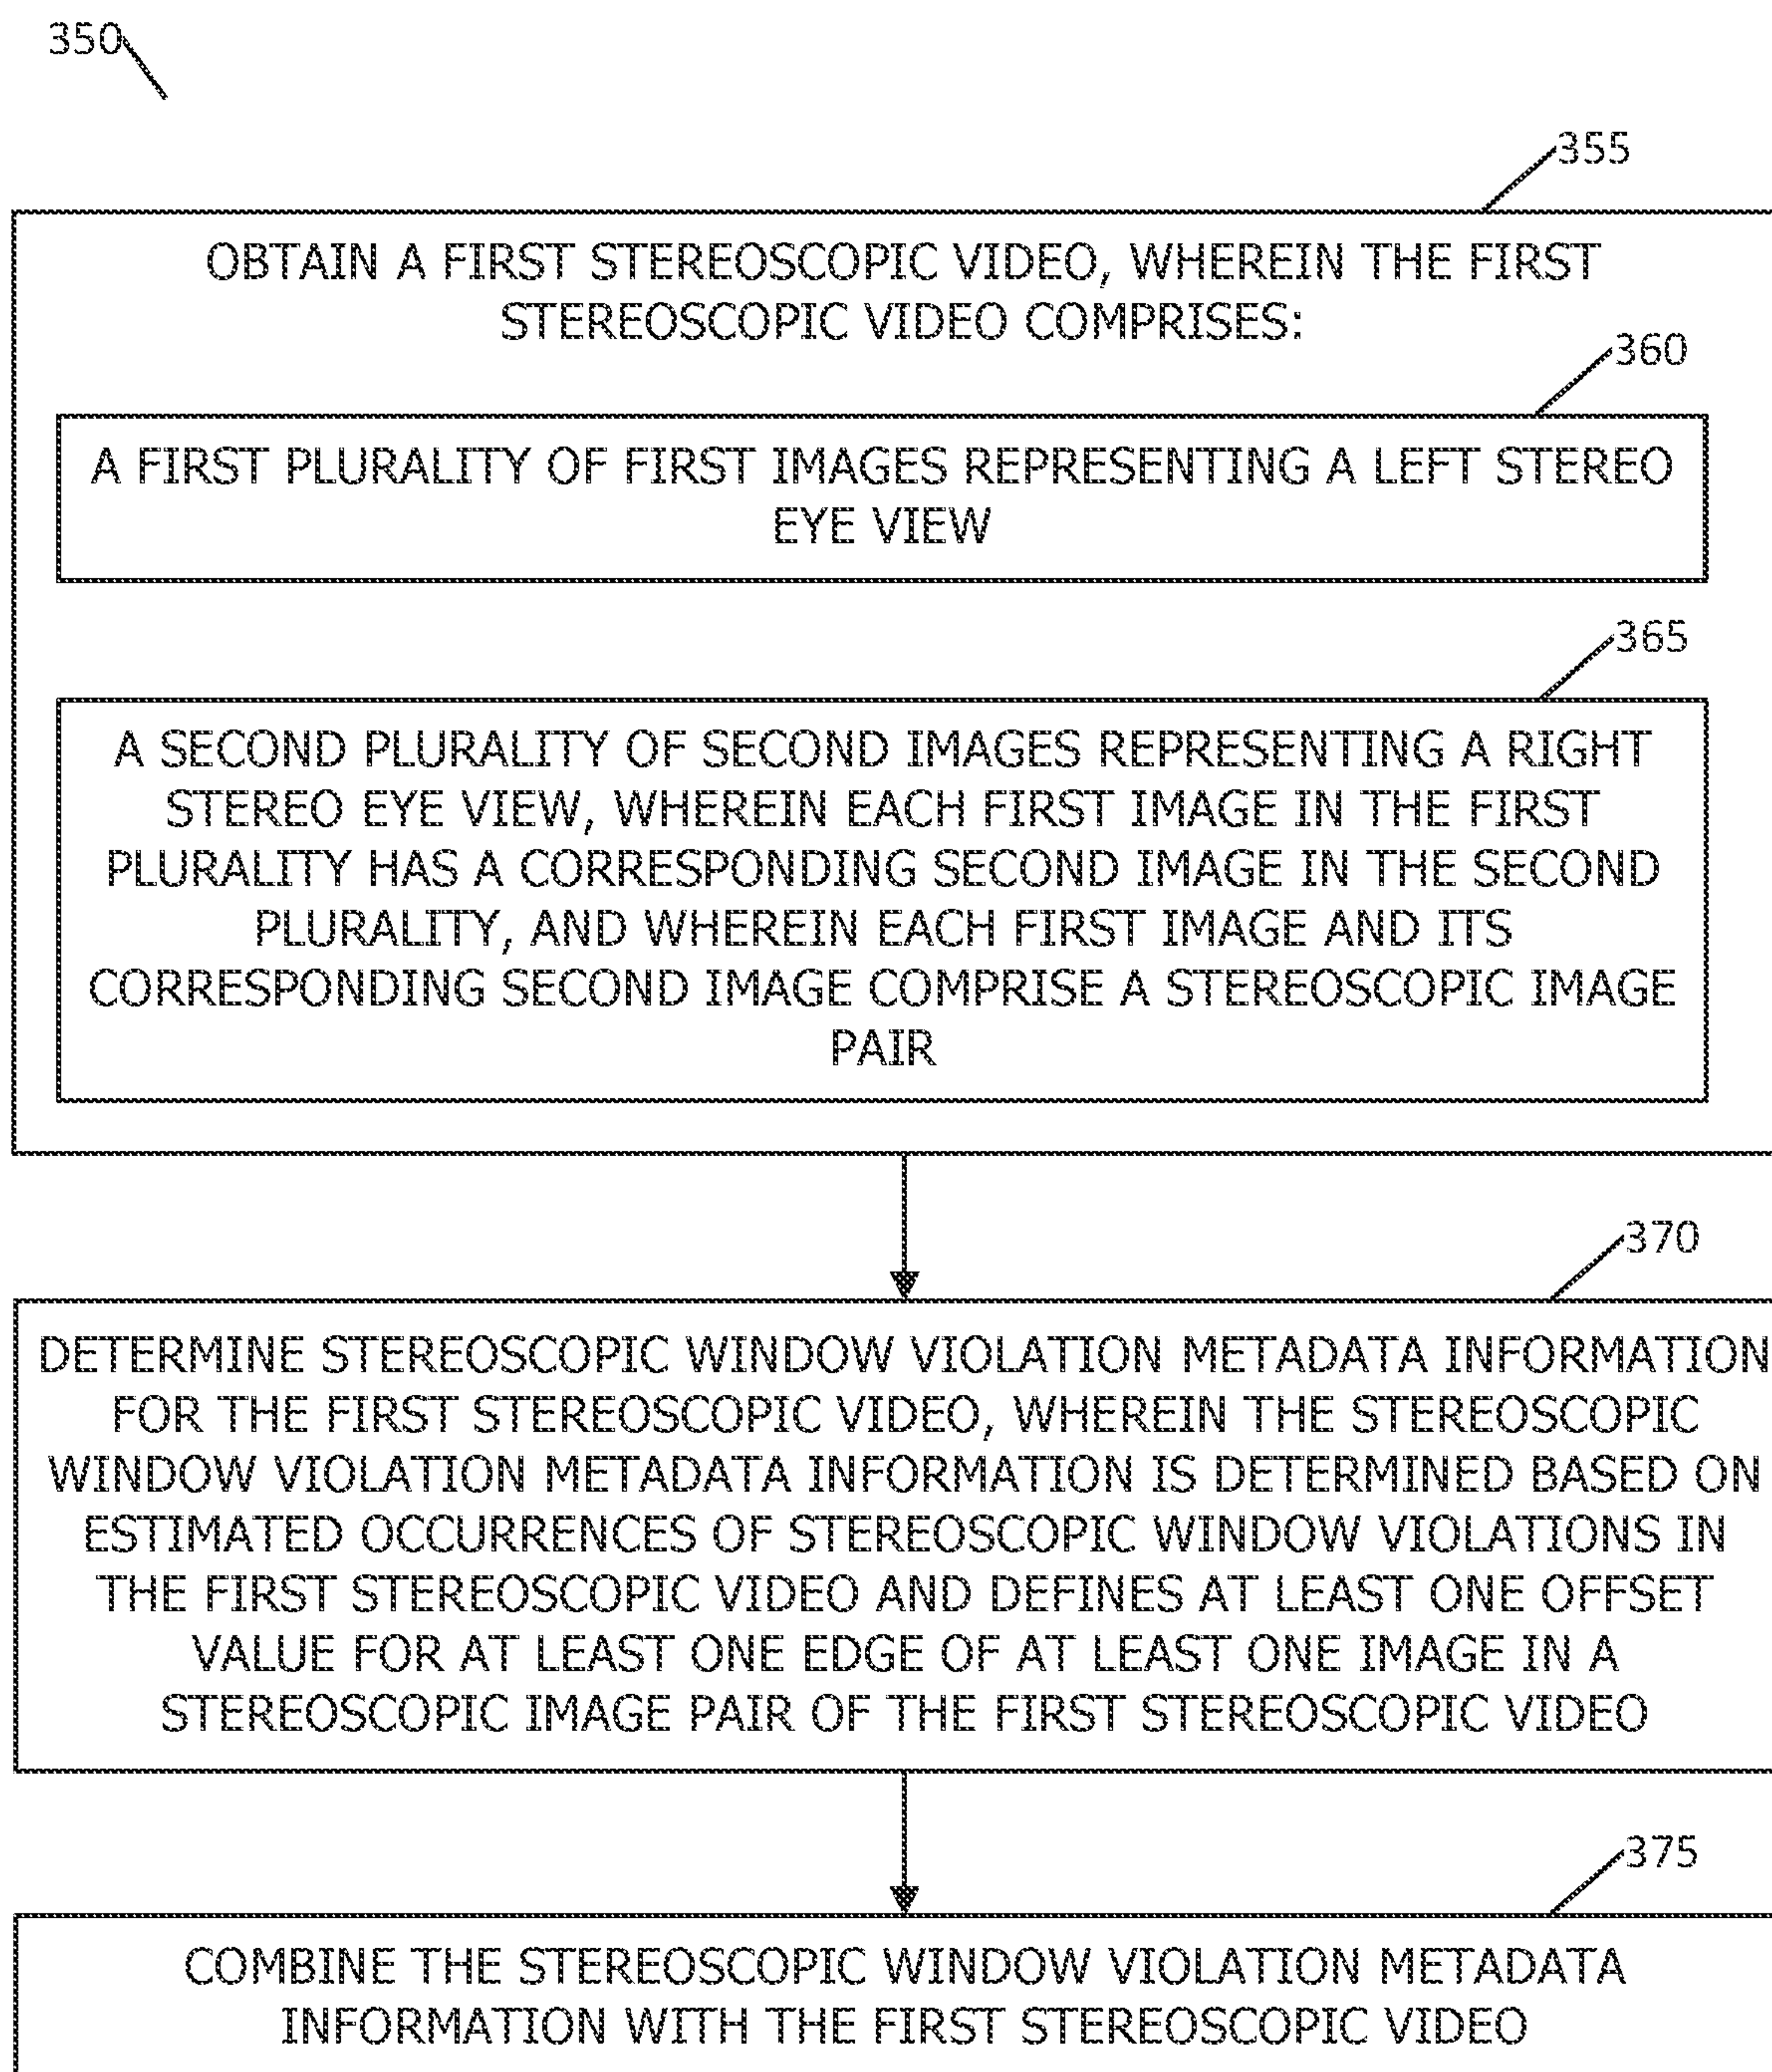 350
355
OBTAIN A FIRST STEREOSCOPIC VIDEO, WHEREIN THE FIRST
STEREOSCOPIC VIDEO COMPRISES:
360
A FIRST PLURALITY OF FIRST IMAGES REPRESENTING A LEFT STEREO
EYE VIEW
365
A SECOND PLURALITY OF SECOND IMAGES REPRESENTING A RIGHT
STEREO EYE VIEW, WHEREIN EACH FIRST IMAGE IN THE FIRST
PLURALITY HAS A CORRESPONDING SECOND IMAGE IN THE SECOND
PLURALITY, AND WHEREIN EACH FIRST IMAGE AND ITS
CORRESPONDING SECOND IMAGE COMPRISE A STEREOSCOPIC IMAGE
PAIR
370
DETERMINE STEREOSCOPIC WINDOW VIOLATION METADATA INFORMATION
FOR THE FIRST STEREOSCOPIC VIDEO, WHEREIN THE STEREOSCOPIC
WINDOW VIOLATION METADATA INFORMATION IS DETERMINED BASED ON
ESTIMATED OCCURRENCES OF STEREOSCOPIC WINDOW VIOLATIONS IN
THE FIRST STEREOSCOPIC VIDEO AND DEFINES AT LEAST ONE OFFSET
VALUE FOR AT LEAST ONE EDGE OF AT LEAST ONE IMAGE IN A
STEREOSCOPIC IMAGE PAIR OF THE FIRST STEREOSCOPIC VIDEO
375
COMBINE THE STEREOSCOPIC WINDOW VIOLATION METADATA
INFORMATION WITH THE FIRST STEREOSCOPIC VIDEO